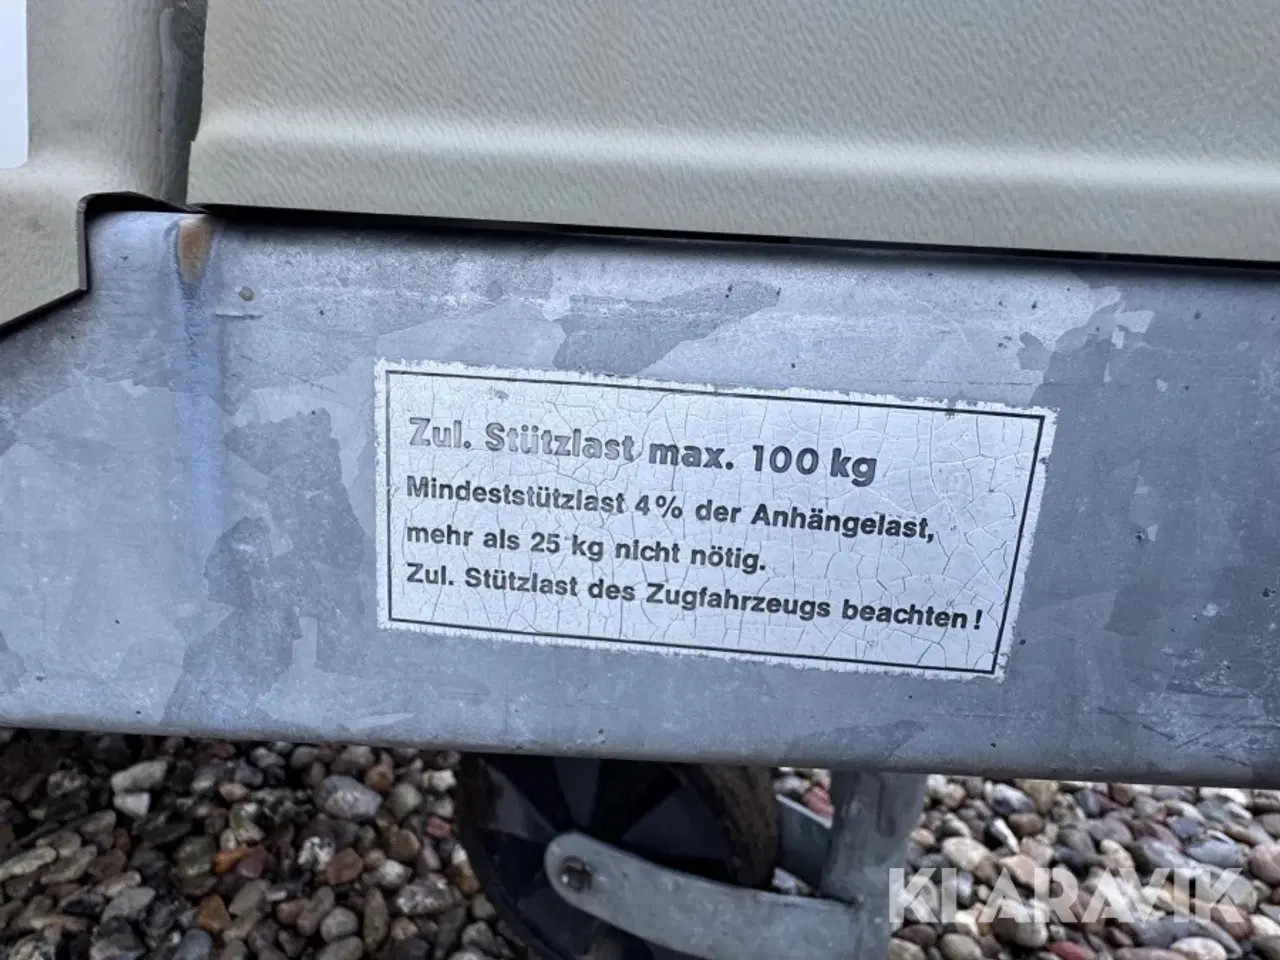 Zul. Stützlast max. 100 kg
Mindeststützlast 4% der Anhängelast,
mehr als 25 kg nicht nötig.
Zul. Stützlast des Zugfahrzeugs beachten!
KLARAVIK